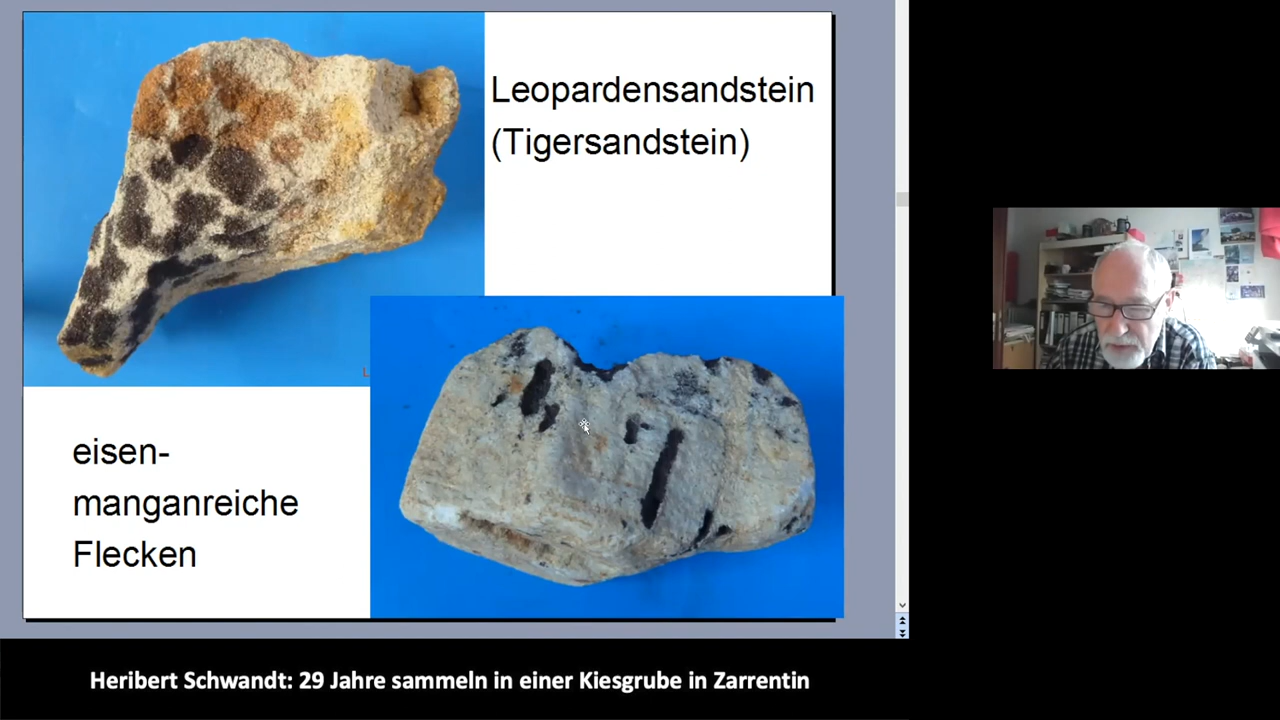 Leopardensandstein
(Tigersandstein)
eisen-
manganreiche
Flecken
Heribert Schwandt: 29 Jahre sammeln in einer Kiesgrube in Zarrentin